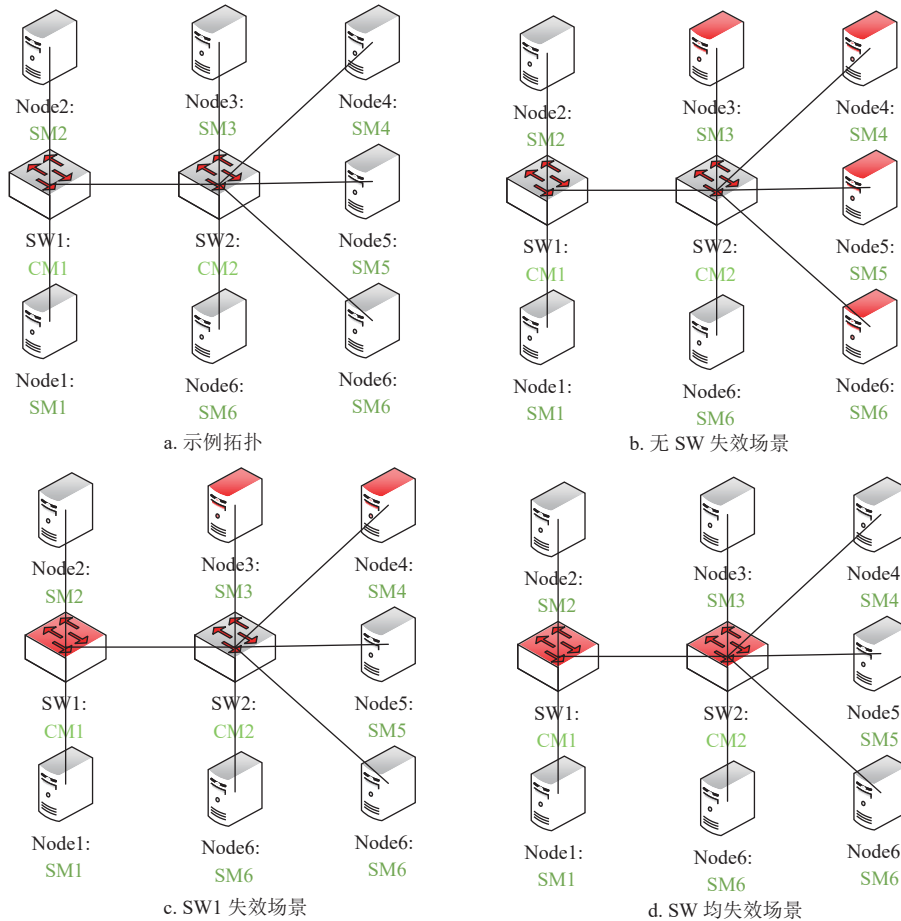 Node2:
SM2
Node3:
SM3
Node4:
SM4
SW1:
CM1
SW2:
CM2
Node5:
SM5
Node1:
SM1
Node6:
SM6
Node6:
SM6
a. 示例拓扑
Node2:
SM2
Node3:
SM3
Node4:
SM4
SW1:
CM1
SW2:
CM2
Node5:
SM5
Node1:
SM1
Node6:
SM6
Node6:
SM6
b. 无 SW 失效场景
Node2:
SM2
Node3:
SM3
Node4:
SM4
SW1:
CM1
SW2:
CM2
Node5:
SM5
Node1:
SM1
Node6:
SM6
Node6:
SM6
c. SW1 失效场景
Node2:
SM2
Node3:
SM3
Node4
SM4
SW1:
CM1
SW2:
CM2
Node5
SM5
Node1:
SM1
Node6:
SM6
Node6
SM6
d. SW 均失效场景